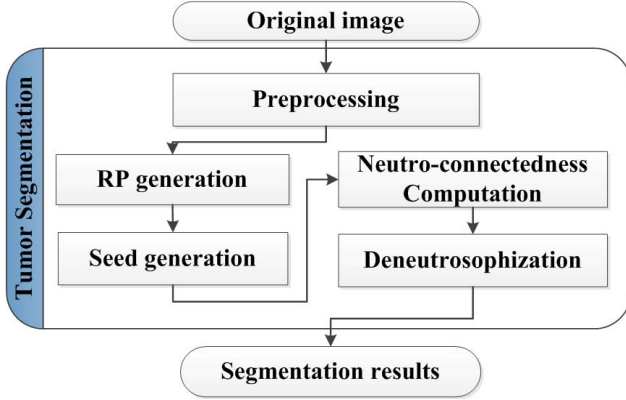 Original image
Tumor Segmentation
Preprocessing
RP generation
Seed generation
Neutro-connectedness
Computation
Deneutrosophization
Segmentation results